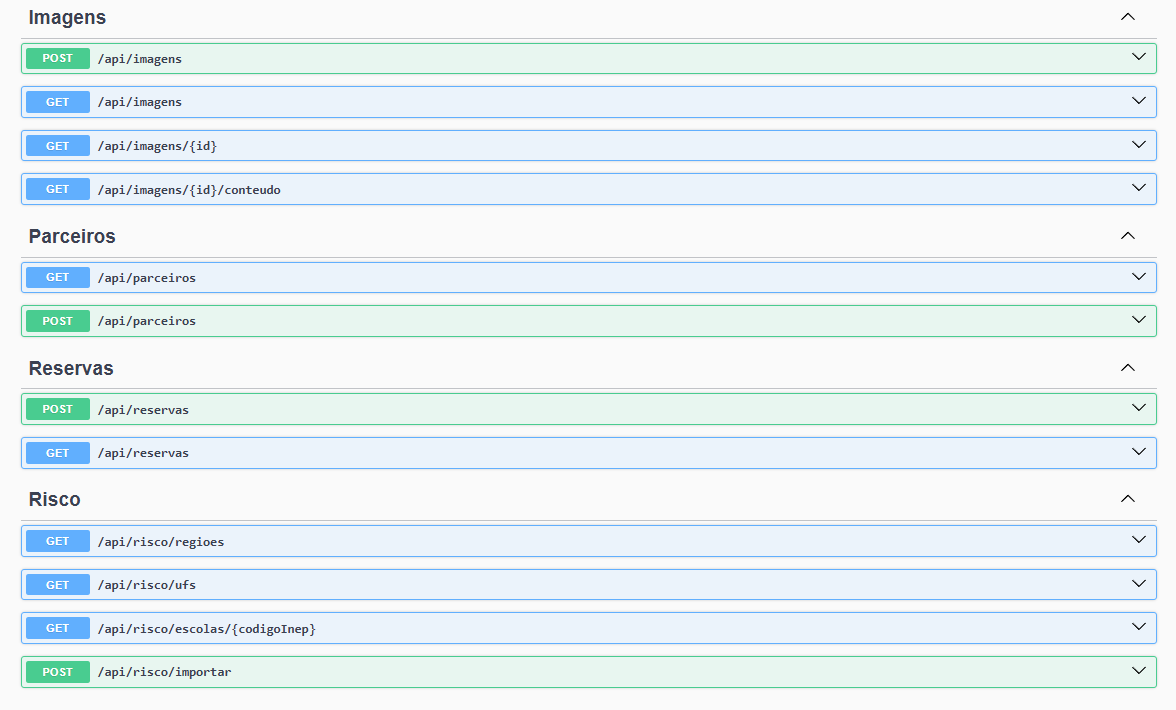 Imagens
POST /api/imagens
GET /api/imagens
GET /api/imagens/{id}
GET /api/imagens/{id}/conteudo
Parceiros
GET /api/parceiros
POST /api/parceiros
Reservas
POST /api/reservas
GET /api/reservas
Risco
GET /api/risco/regioes
GET /api/risco/ufs
GET /api/risco/escolas/{codigoInep}
POST /api/risco/importar